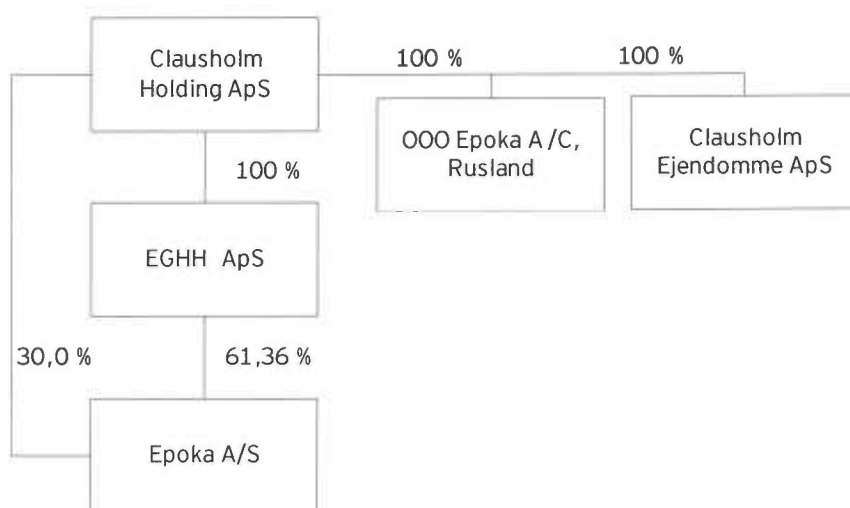 Clausholm
Holding ApS
100 %
100 %
OOO Epoka A/C,
Rusland
Clausholm
Ejendomme ApS
100 %
EGHH ApS
30,0 %
61,36 %
Epoka A/S